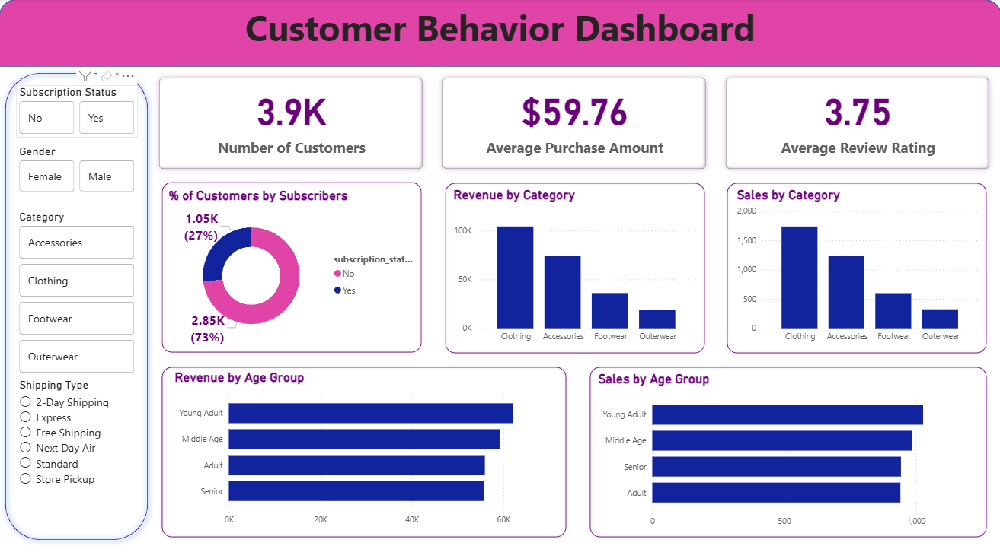 Customer Behavior Dashboard
Subscription Status
No Yes
Gender
Female Male
Category
Accessories
Clothing
Footwear
Outerwear
Shipping Type
2-Day Shipping
Express
Free Shipping
Next Day Air
Standard
Store Pickup
3.9K
Number of Customers
$59.76
Average Purchase Amount
3.75
Average Review Rating
% of Customers by Subscribers
1.05K
(27%)
2.85K
(73%)
subscription_stat...
No
Yes
Revenue by Category
100K
50K
0K
Clothing Accessories Footwear Outerwear
Sales by Category
2,000
1,500
1,000
500
0
Clothing Accessories Footwear Outerwear
Revenue by Age Group
Young Adult
Middle Age
Adult
Senior
0K 20K 40K 60K
Sales by Age Group
Young Adult
Middle Age
Senior
Adult
0 500 1,000